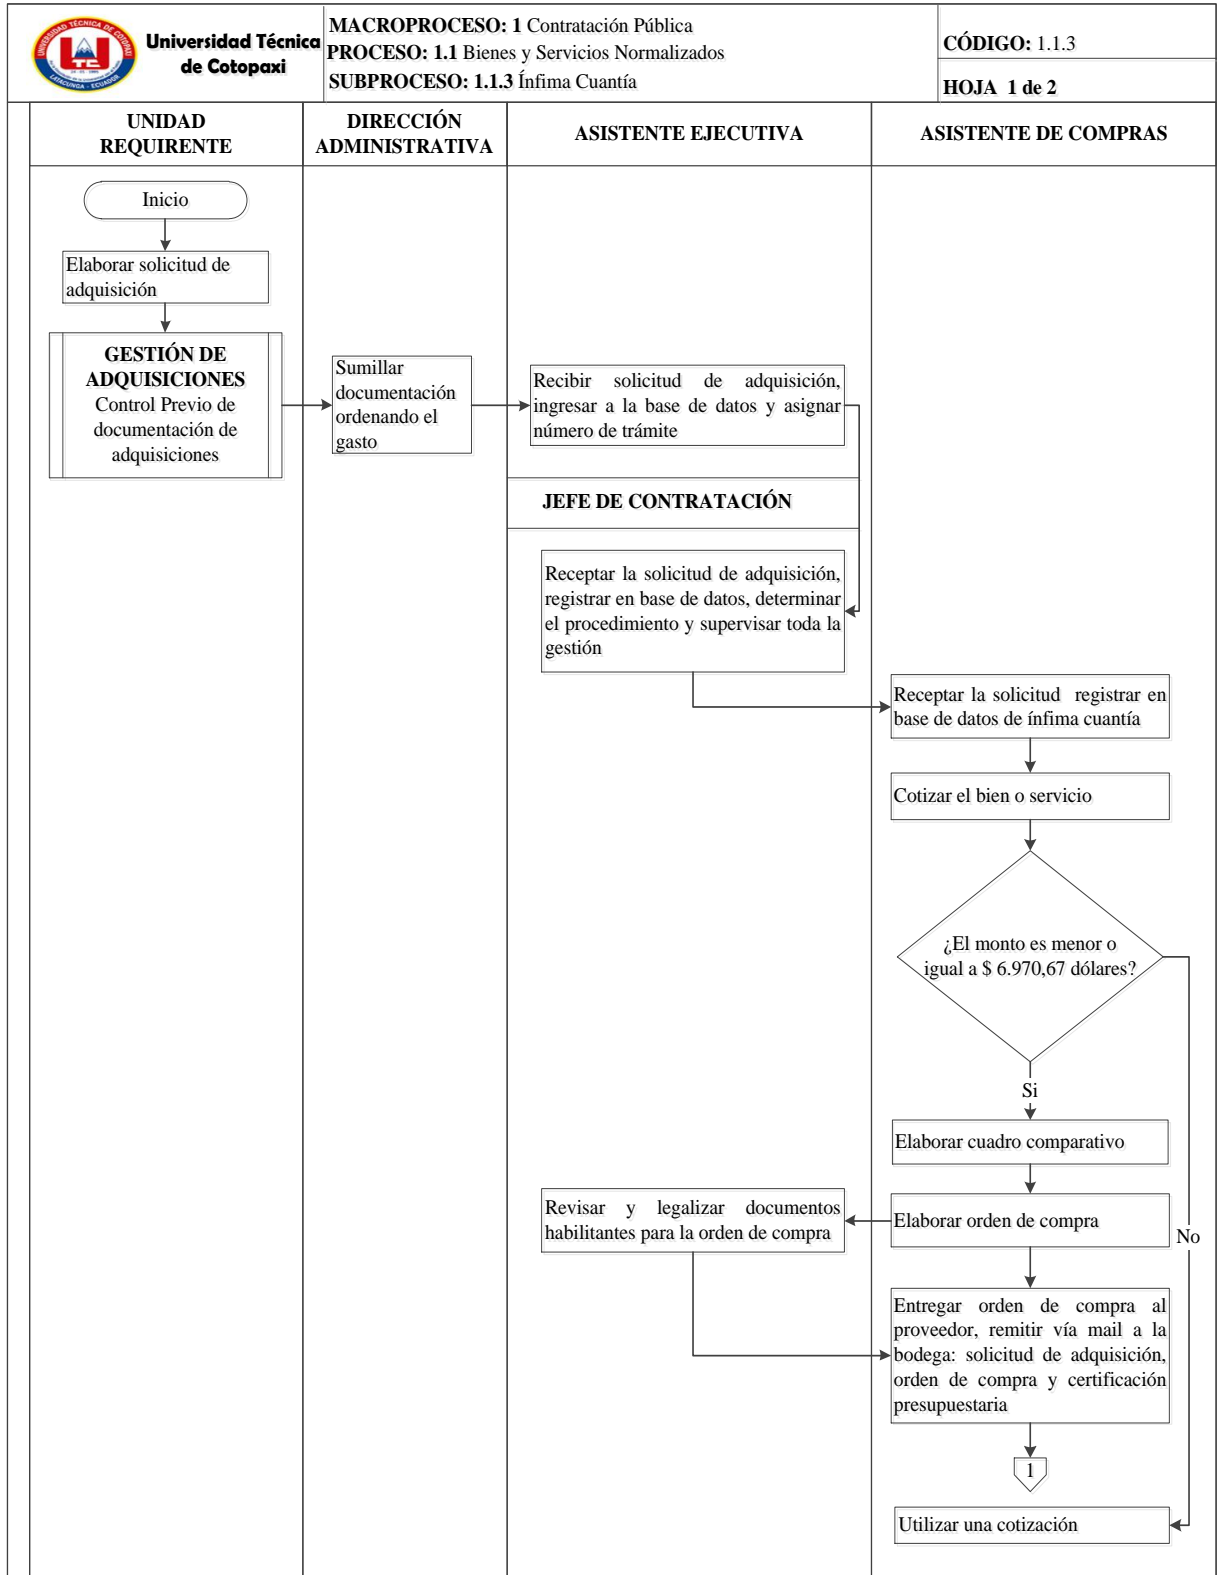 Universidad Técnica
de Cotopaxi
MACROPROCESO: 1 Contratación Pública
PROCESO: 1.1 Bienes y Servicios Normalizados
SUBPROCESO: 1.1.3 Ínfima Cuantía
CÓDIGO: 1.1.3
HOJA 1 de 2
UNIDAD
REQUIRENTE
DIRECCIÓN
ADMINISTRATIVA
ASISTENTE EJECUTIVA
ASISTENTE DE COMPRAS
Inicio
Elaborar solicitud de
adquisición
GESTIÓN DE
ADQUISICIONES
Control Previo de
documentación de
adquisiciones
Sumillar
documentación
ordenando el
gasto
Recibir solicitud de adquisición,
ingresar a la base de datos y asignar
número de trámite
JEFE DE CONTRATACIÓN
Receptar la solicitud de adquisición,
registrar en base de datos, determinar
el procedimiento y supervisar toda la
gestión
Receptar la solicitud registrar en
base de datos de ínfima cuantía
Cotizar el bien o servicio
¿El monto es menor o
igual a $ 6.970,67 dólares?
Si
Elaborar cuadro comparativo
Revisar y legalizar documentos
habilitantes para la orden de compra
Elaborar orden de compra
No
Entregar orden de compra al
proveedor, remitir vía mail a la
bodega: solicitud de adquisición,
orden de compra y certificación
presupuestaria
1
Utilizar una cotización